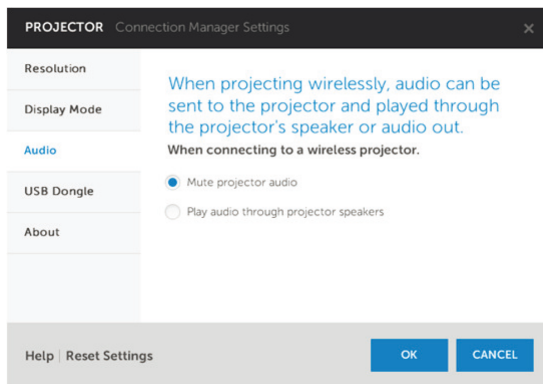 PROJECTOR Connection Manager Settings ×
Resolution
Display Mode
Audio
USB Dongle
About
When projecting wirelessly, audio can be
sent to the projector and played through
the projector's speaker or audio out.
When connecting to a wireless projector.
Mute projector audio
Play audio through projector speakers
Help | Reset Settings
OK
CANCEL